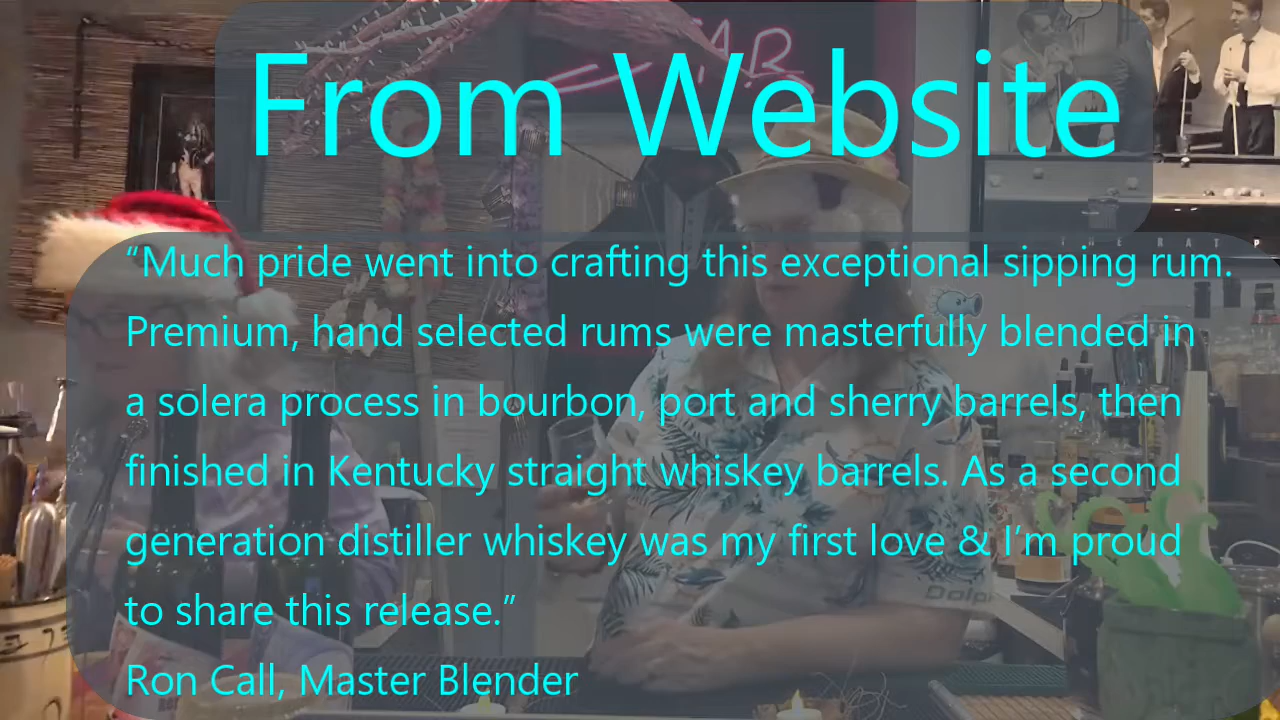 From Website
“Much pride went into crafting this exceptional sipping rum.
Premium, hand selected rums were masterfully blended in
a solera process in bourbon, port and sherry barrels, then
finished in Kentucky straight whiskey barrels. As a second
generation distiller whiskey was my first love & I’m proud
to share this release.”
Ron Call, Master Blender